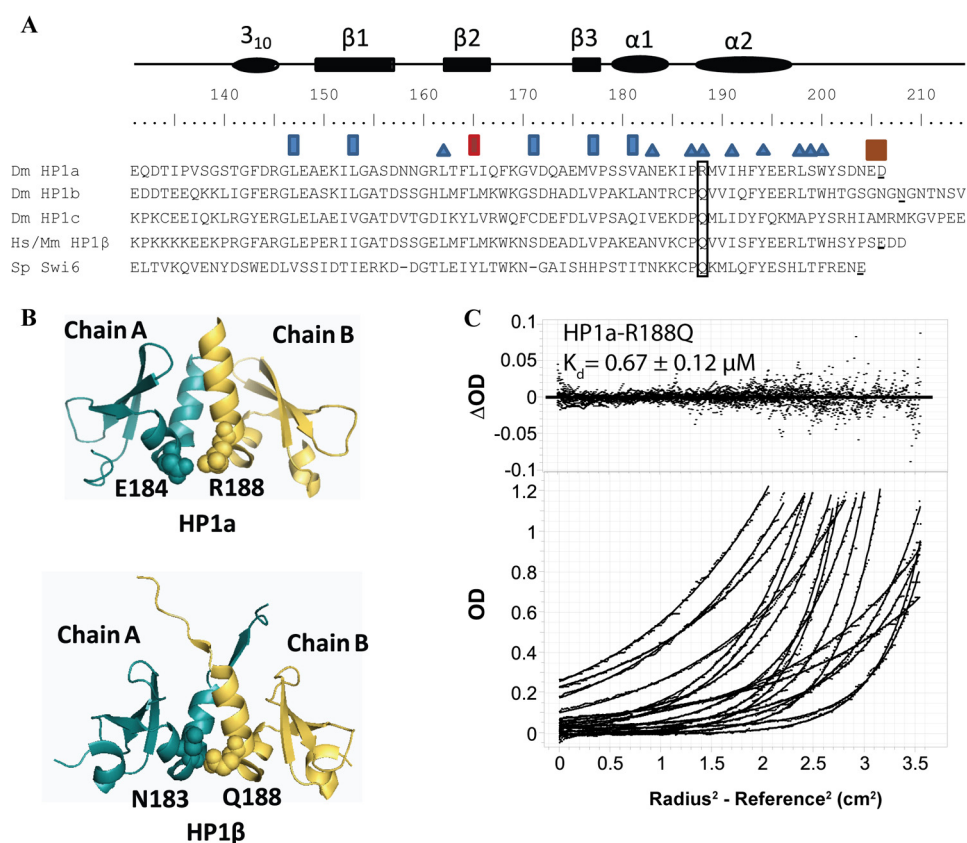 A
3₁₀ β1 β2 β3 α1 α2
140 150 160 170 180 190 200 210
Dm HP1a EQDTIPVSGSTGFDRGLEAEKILGASDNNGRLTFLIQFKGVDQAEMVPSSVANEKIPRMVIHFYEERLSWYSDNED
Dm HP1b EDDTEEQKKLIGFERGLEASKILGATDSSGHLMFLMKWKGSDHADLVPAKLANTRCPQVVIQFYEERLTWHTGSGNGNGNTNSV
Dm HP1c KPKCEEIQKLRGYERGLELAEIVGATDVTGDIKYLVRWQFCDEFDLVPSAQIVEKDPQMLIDYFQKMAPYSRHIAMRMKGVPEE
Hs/Mm HP1β KPKKKKEEKPRGFARGLEPERIIGATDSSGELMFLMKWKNSDEADLVPAKEANVKCPQVVISFYEERLTWHSYPSEDD
Sp Swi6 ELTVKQVENYDSWEDLVSSIDTIERKD-DGTLEIYLTWKN-GAISHHPSTITNKKCPQKMLQFYESHLTFRENE
B
Chain A Chain B
E184 R188
HP1a
Chain A Chain B
N183 Q188
HP1β
C
HP1a-R188Q
K_d= 0.67 ± 0.12 µM
0.1
0.05
0
-0.05
-0.1
ΔOD
1.2
1
0.8
0.6
0.4
0.2
0
OD
0 0.5 1 1.5 2 2.5 3 3.5
Radius² - Reference² (cm²)